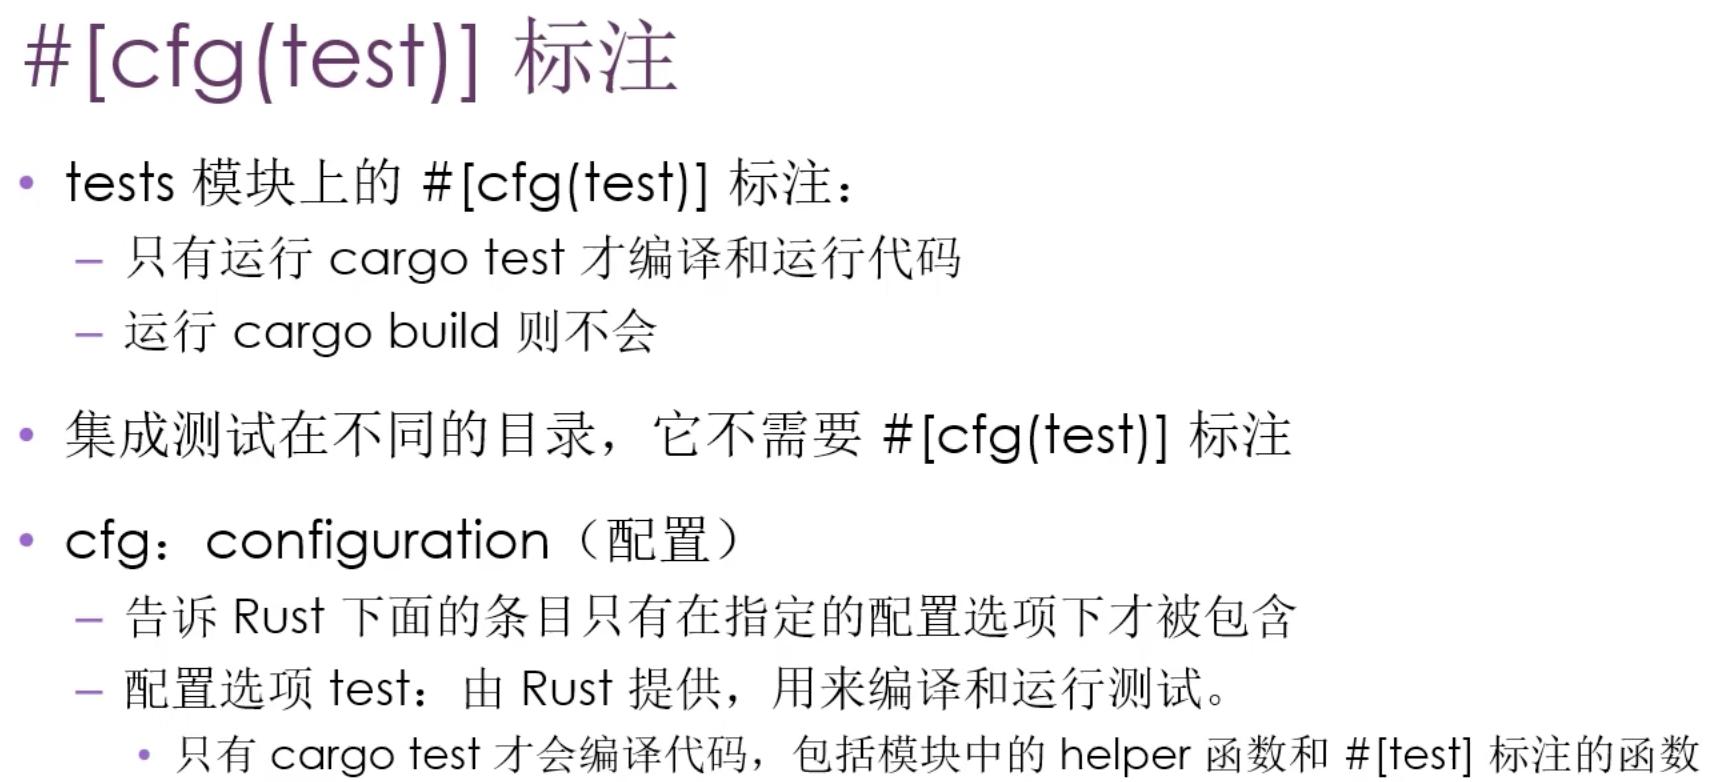 #[cfg(test)] 标注
• tests 模块上的 #[cfg(test)] 标注：
– 只有运行 cargo test 才编译和运行代码
– 运行 cargo build 则不会
• 集成测试在不同的目录，它不需要 #[cfg(test)] 标注
• cfg：configuration（配置）
– 告诉 Rust 下面的条目只有在指定的配置选项下才被包含
– 配置选项 test：由 Rust 提供，用来编译和运行测试。
• 只有 cargo test 才会编译代码，包括模块中的 helper 函数和 #[test] 标注的函数